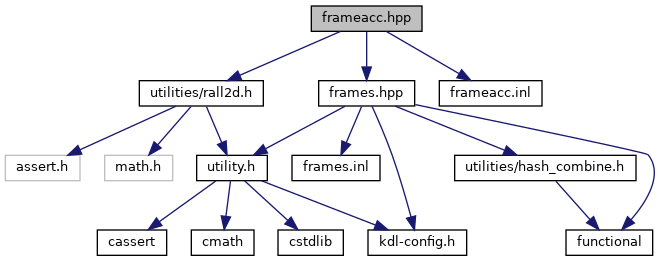 frameacc.hpp
utilities/rall2d.h
frames.hpp
frameacc.inl
assert.h
math.h
utility.h
frames.inl
utilities/hash_combine.h
cassert
cmath
cstdlib
kdl-config.h
functional